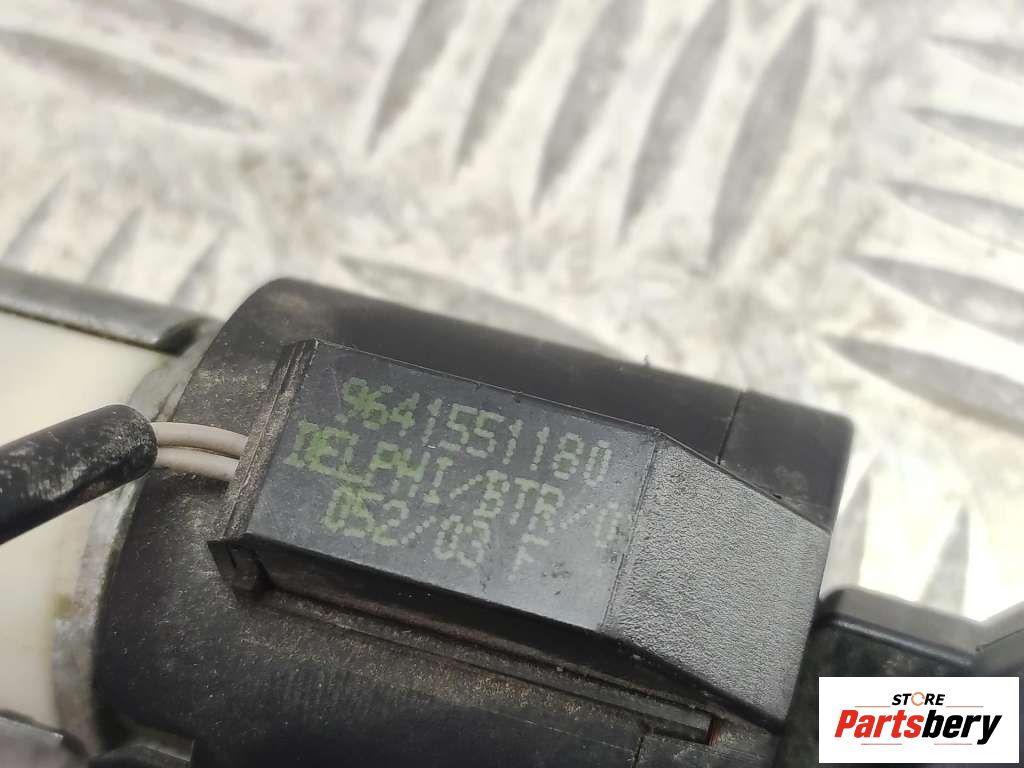 9641551180
DELPHI/BTR/0
052/03 F
STORE
Partsbery